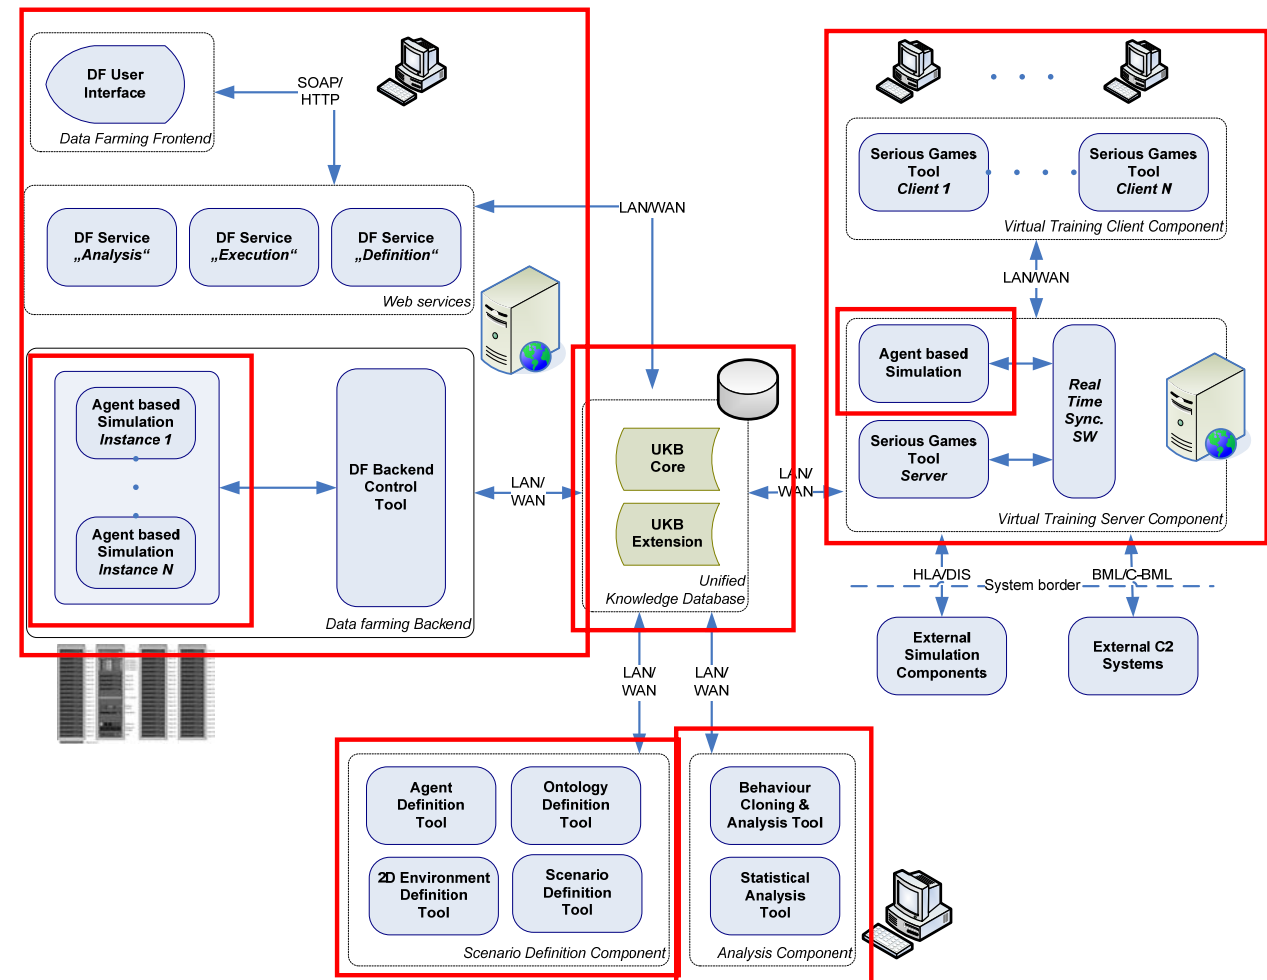 DF User
Interface
Data Farming Frontend
SOAP/
HTTP
DF Service
„Analysis“
DF Service
„Execution“
DF Service
„Definition“
Web services
LAN/WAN
Agent based
Simulation
Instance 1
Agent based
Simulation
Instance N
DF Backend
Control
Tool
Data farming Backend
LAN/
WAN
UKB
Core
UKB
Extension
Unified
Knowledge Database
LAN/
WAN
Serious Games
Tool
Client 1
Serious Games
Tool
Client N
Virtual Training Client Component
LAN/WAN
Agent based
Simulation
Serious Games
Tool
Server
Real
Time
Sync.
SW
Virtual Training Server Component
HLA/DIS
System border
BML/C-BML
External
Simulation
Components
External C2
Systems
LAN/
WAN
LAN/
WAN
Agent
Definition
Tool
Ontology
Definition
Tool
2D Environment
Definition
Tool
Scenario
Definition
Tool
Scenario Definition Component
Behaviour
Cloning &
Analysis Tool
Statistical
Analysis
Tool
Analysis Component